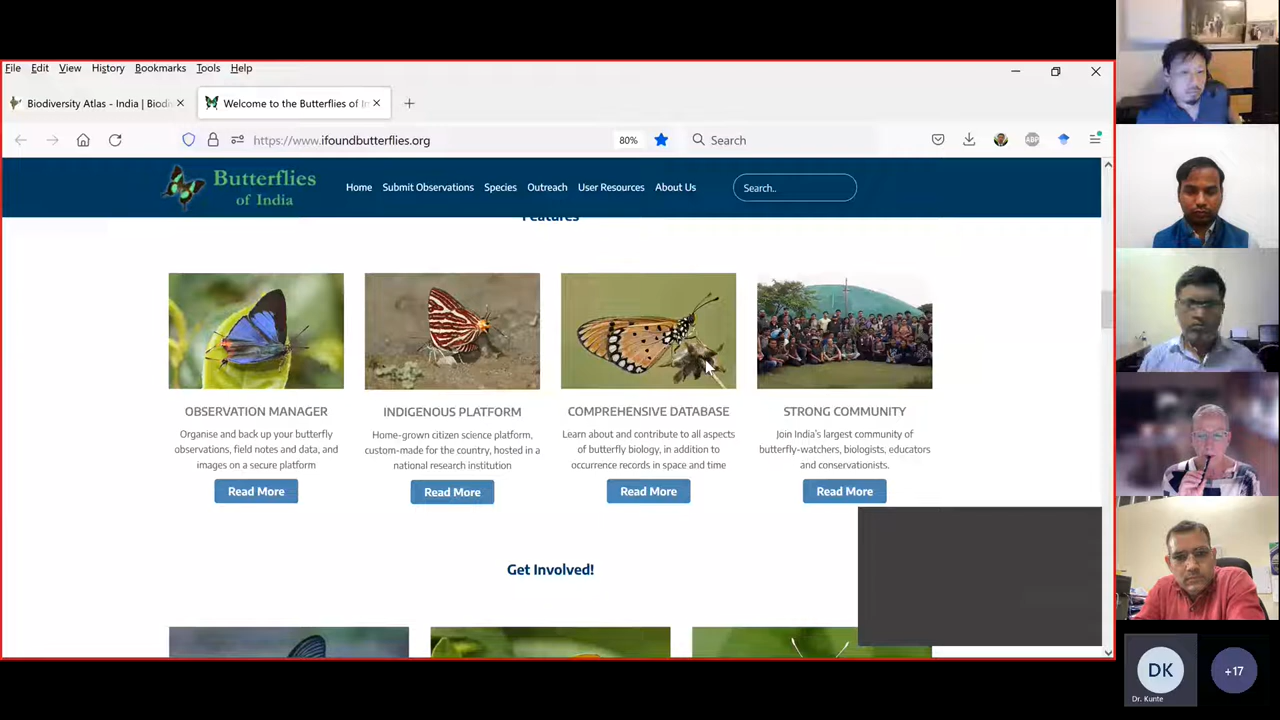 File Edit View History Bookmarks Tools Help
Biodiversity Atlas - India | Biodi
Welcome to the Butterflies of In
https://www.ifoundbutterflies.org
80%
Search
ABP
Butterflies
of India
Home Submit Observations Species Outreach User Resources About Us
Search..
Features
OBSERVATION MANAGER
Organise and back up your butterfly
observations, field notes and data, and
images on a secure platform
Read More
INDIGENOUS PLATFORM
Home-grown citizen science platform,
custom-made for the country, hosted in a
national research institution
Read More
COMPREHENSIVE DATABASE
Learn about and contribute to all aspects
of butterfly biology, in addition to
occurrence records in space and time
Read More
STRONG COMMUNITY
Join India's largest community of
butterfly-watchers, biologists, educators
and conservationists.
Read More
Get Involved!
DK
Dr. Kunte
+17